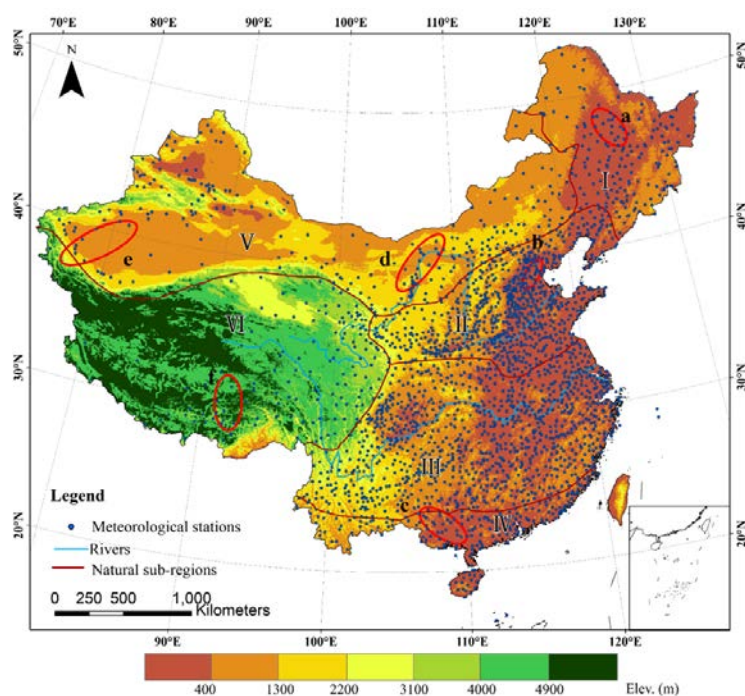 70°E 80°E 90°E 100°E 110°E 120°E 130°E
50°N
50°N
N
a
I
40°N
40°N
V
b
d
e
II
VI
30°N
30°N
f
III
Legend
c
IV
Meteorological stations
20°N
20°N
Rivers
Natural sub-regions
0 250 500 1,000
Kilometers
90°E 100°E 110°E 120°E
400 1300 2200 3100 4000 4900 Elev. (m)